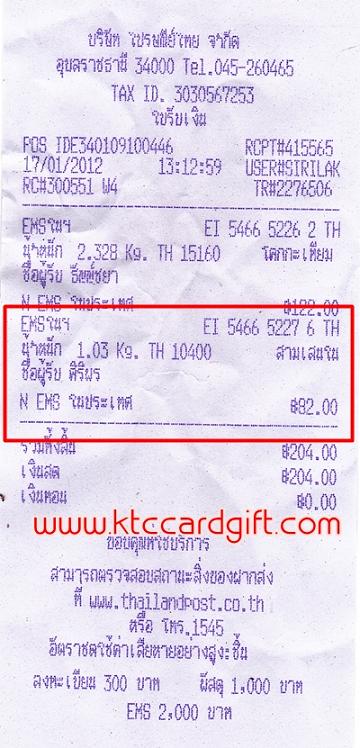 บริษัท ไปรษณีย์ไทย จำกัด
อุบลราชธานี 34000 Tel.045-260465
TAX ID. 3030567253
ใบรับเงิน
POS IDE340109100446 RCPT#415565
17/01/2012 13:12:59 USER#SIRILAK
RC#300551 W4 TR#2276506
EMSในฯ EI 5466 5226 2 TH
น้ำหนัก 2.328 Kg. TH 15160 โคกกะเทียม
ชื่อผู้รับ
N EMS ในประเทศ ฿122.00
EMSในฯ EI 5466 5227 6 TH
น้ำหนัก 1.03 Kg. TH 10400 สามเสนใน
ชื่อผู้รับ ศิริพร
N EMS ในประเทศ ฿82.00
รวมทั้งสิ้น ฿204.00
เงินสด ฿204.00
เงินทอน ฿0.00
www.ktccardgift.com
ขอบคุณที่ใช้บริการ
สามารถตรวจสอบสถานะสิ่งของฝากส่ง
ที่ www.thailandpost.co.th
หรือ โทร.1545
อัตราชดใช้ค่าเสียหายอย่างสูง:ชิ้น
ลงทะเบียน 300 บาท พัสดุ 1,000 บาท
EMS 2,000 บาท